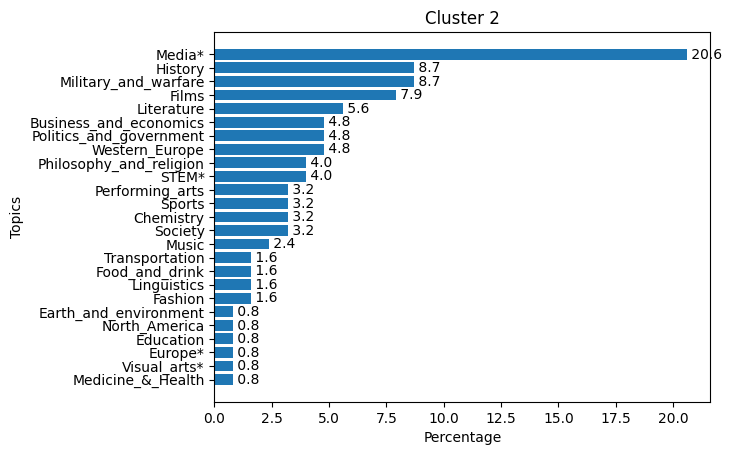 Cluster 2
Topics
Media* 20.6
History 8.7
Military_and_warfare 8.7
Films 7.9
Literature 5.6
Business_and_economics 4.8
Politics_and_government 4.8
Western_Europe 4.8
Philosophy_and_religion 4.0
STEM* 4.0
Performing_arts 3.2
Sports 3.2
Chemistry 3.2
Society 3.2
Music 2.4
Transportation 1.6
Food_and_drink 1.6
Linguistics 1.6
Fashion 1.6
Earth_and_environment 0.8
North_America 0.8
Education 0.8
Europe* 0.8
Visual_arts* 0.8
Medicine_&_Health 0.8
0.0 2.5 5.0 7.5 10.0 12.5 15.0 17.5 20.0
Percentage